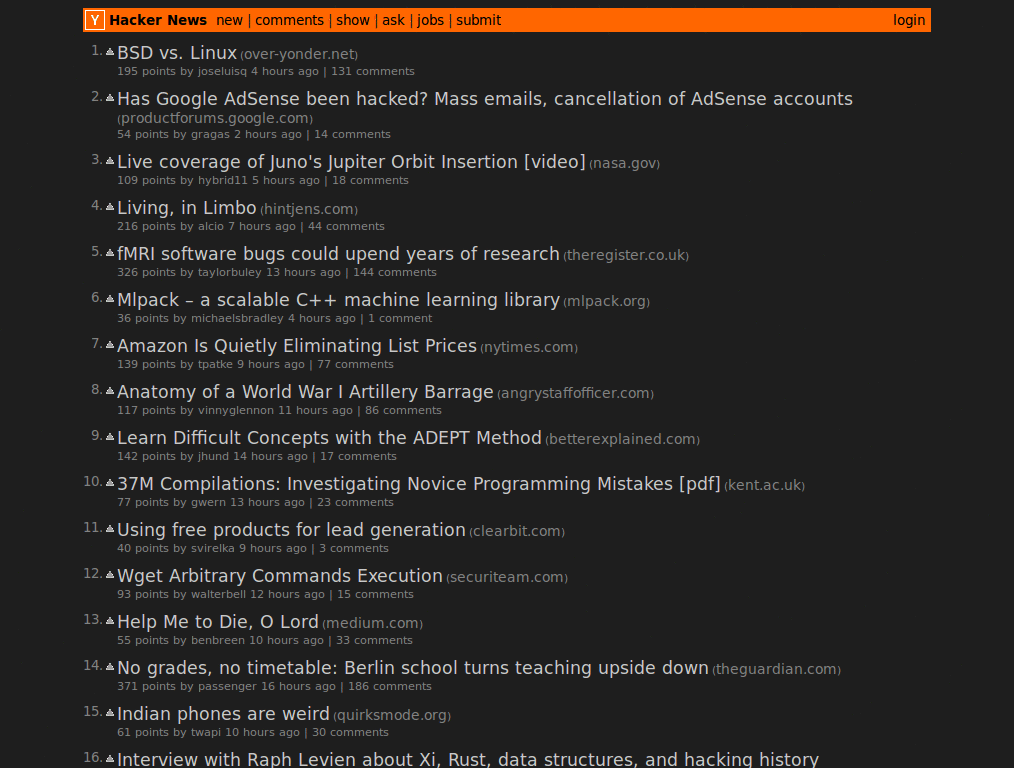 Y Hacker News new | comments | show | ask | jobs | submit login
1. BSD vs. Linux (over-yonder.net)
195 points by joseluisq 4 hours ago | 131 comments
2. Has Google AdSense been hacked? Mass emails, cancellation of AdSense accounts
(productforums.google.com)
54 points by gragas 2 hours ago | 14 comments
3. Live coverage of Juno's Jupiter Orbit Insertion [video] (nasa.gov)
109 points by hybrid11 5 hours ago | 18 comments
4. Living, in Limbo (hintjens.com)
216 points by alcio 7 hours ago | 44 comments
5. fMRI software bugs could upend years of research (theregister.co.uk)
326 points by taylorbuley 13 hours ago | 144 comments
6. Mlpack – a scalable C++ machine learning library (mlpack.org)
36 points by michaelsbradley 4 hours ago | 1 comment
7. Amazon Is Quietly Eliminating List Prices (nytimes.com)
139 points by tpatke 9 hours ago | 77 comments
8. Anatomy of a World War I Artillery Barrage (angrystaffofficer.com)
117 points by vinnyglennon 11 hours ago | 86 comments
9. Learn Difficult Concepts with the ADEPT Method (betterexplained.com)
142 points by jhund 14 hours ago | 17 comments
10. 37M Compilations: Investigating Novice Programming Mistakes [pdf] (kent.ac.uk)
77 points by gwern 13 hours ago | 23 comments
11. Using free products for lead generation (clearbit.com)
40 points by svirelka 9 hours ago | 3 comments
12. Wget Arbitrary Commands Execution (securiteam.com)
93 points by walterbell 12 hours ago | 15 comments
13. Help Me to Die, O Lord (medium.com)
55 points by benbreen 10 hours ago | 33 comments
14. No grades, no timetable: Berlin school turns teaching upside down (theguardian.com)
371 points by passenger 16 hours ago | 186 comments
15. Indian phones are weird (quirksmode.org)
61 points by twapi 10 hours ago | 30 comments
16. Interview with Raph Levien about Xi, Rust, data structures, and hacking history